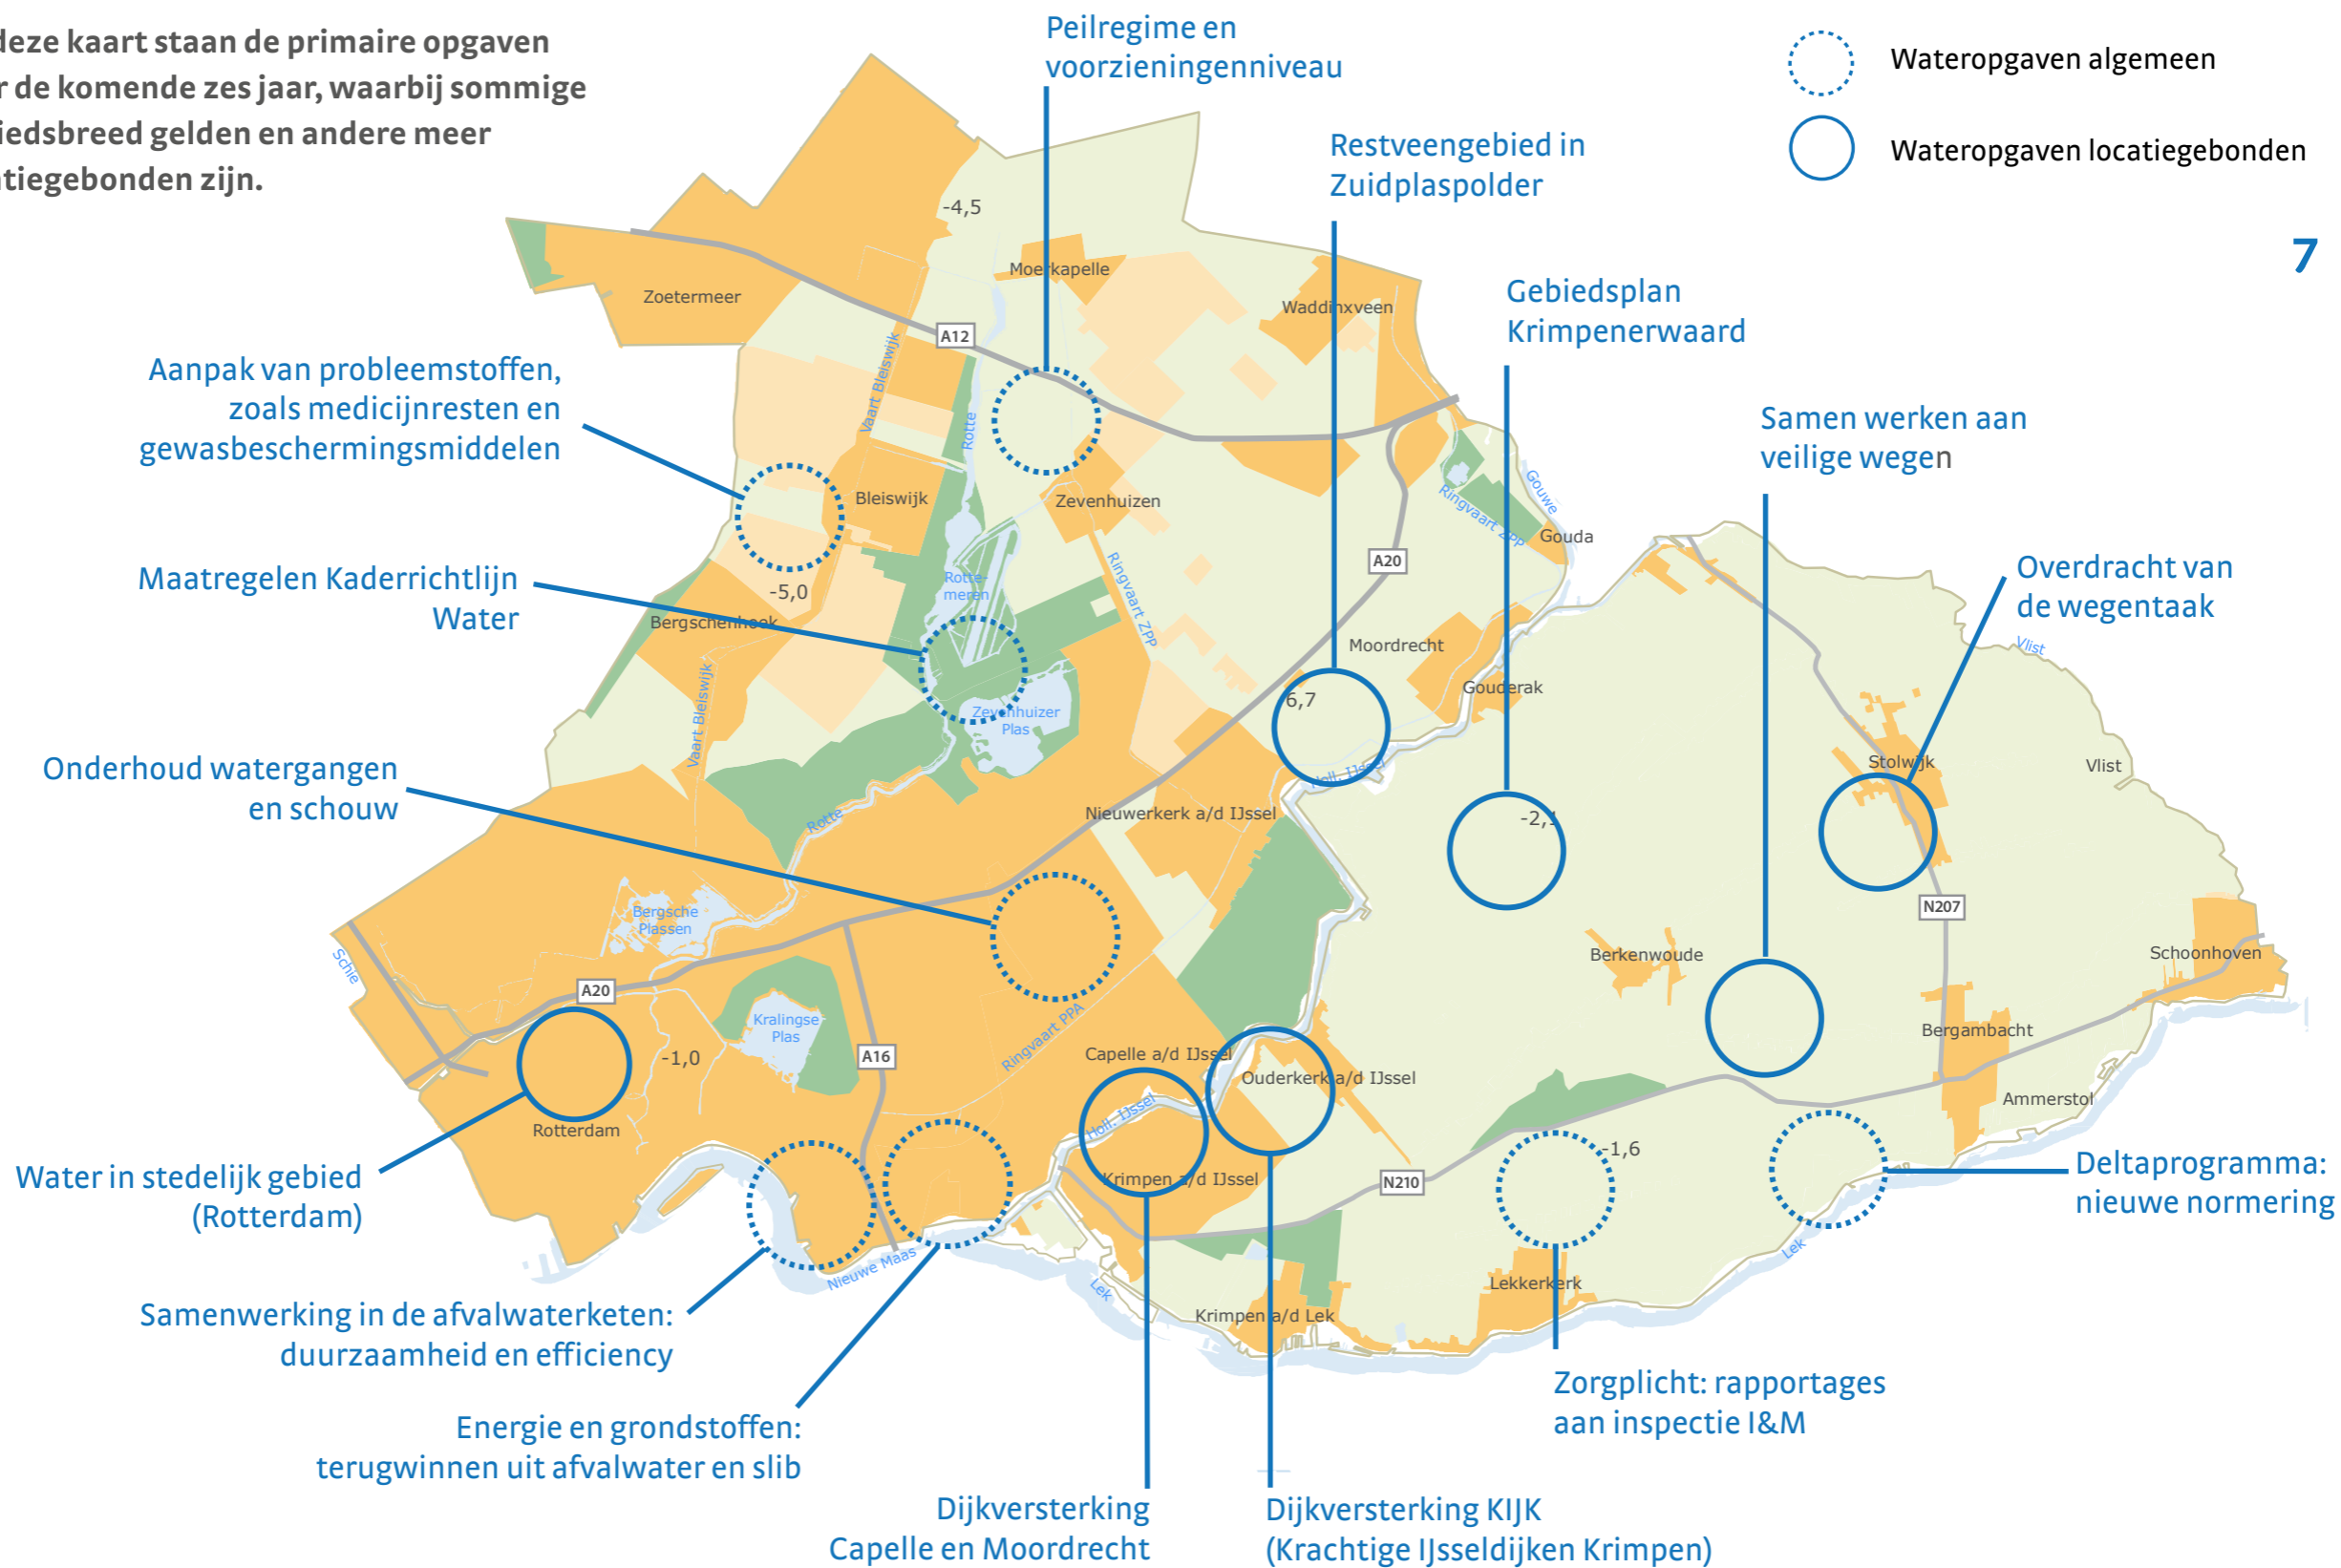 deze kaart staan de primaire opgaven
de komende zes jaar, waarbij sommige
gelden en andere meer
zijn.
Peilregime en
voorzieningenniveau
Wateropgaven algemeen
Wateropgaven locatiegebonden
7
Restveengebied in
Zuidplaspolder
Gebiedsplan
Krimpenerwaard
Samen werken aan
veilige wegen
Overdracht van
de wegentaak
Aanpak van probleemstoffen,
zoals medicijnresten en
gewasbeschermingsmiddelen
Maatregelen Kaderrichtlijn
Water
Onderhoud watergangen
en schouw
Water in stedelijk gebied
(Rotterdam)
Samenwerking in de afvalwaterketen:
duurzaamheid en efficiency
Energie en grondstoffen:
terugwinnen uit afvalwater en slib
Dijkversterking
Capelle en Moordrecht
Dijkversterking KIJK
(Krachtige IJsseldijken Krimpen)
Zorgplicht: rapportages
aan inspectie I&M
Deltaprogramma:
nieuwe normering
-4,5
Moerkapelle
Zoetermeer
Waddinxveen
A12
Vaart Bleiswijk
Rotte
Bleiswijk
Zevenhuizen
Ringvaart ZPP
Gouwe
Gouda
A20
Rotte-
meren
Ringvaart ZPP
-5,0
Bergschenhoek
Moordrecht
Vlist
Vaart Bleiswijk
Zevenhuizer
Plas
6,7
Gouderak
Stolwijk
Vlist
Holl. IJssel
Rotte
Nieuwerkerk a/d IJssel
-2,1
N207
Bergsche
Plassen
Schie
Berkenwoude
Schoonhoven
A20
Kralingse
Plas
-1,0
A16
Ringvaart PPA
Capelle a/d IJssel
Ouderkerk a/d IJssel
Bergambacht
Ammerstol
Rotterdam
Holl. IJssel
Krimpen a/d IJssel
N210
-1,6
Nieuwe Maas
Lek
Lek
Lekkerkerk
Krimpen a/d Lek